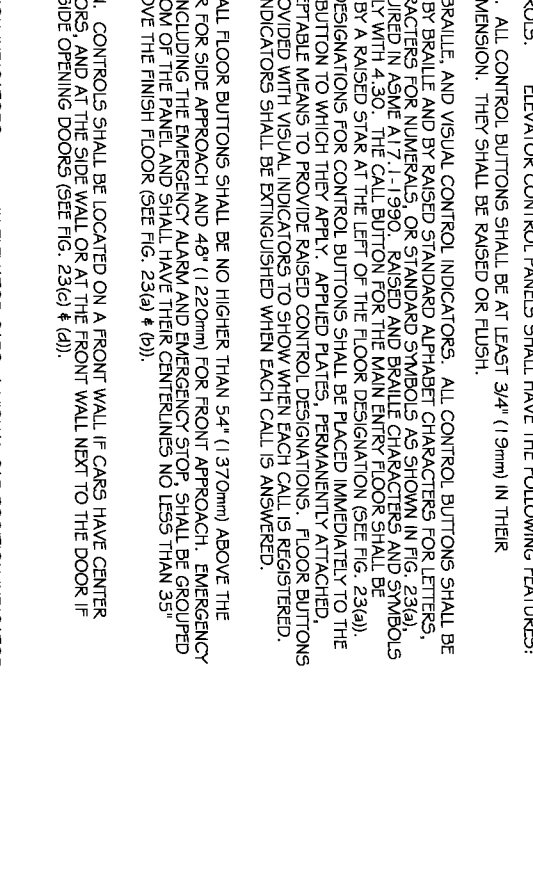 ELEVATOR CONTROL PANELS SHALL HAVE THE FOLLOWING FEATURES:
. ALL CONTROL BUTTONS SHALL BE AT LEAST 3/4" (19mm) IN THEIR
MENSION. THEY SHALL BE RAISED OR FLUSH.
BRAILLE, AND VISUAL CONTROL INDICATORS. ALL CONTROL BUTTONS SHALL BE
BY BRAILLE AND BY RAISED STANDARD ALPHABET CHARACTERS FOR LETTERS,
RACTERS FOR NUMERALS, OR STANDARD SYMBOLS AS SHOWN IN FIG. 23(a),
UIRED IN ASME A17.1-1990. RAISED AND BRAILLE CHARACTERS AND SYMBOLS
LY WITH 4.30. THE CALL BUTTON FOR THE MAIN ENTRY FLOOR SHALL BE
BY A RAISED STAR AT THE LEFT OF THE FLOOR DESIGNATION (SEE FIG. 23(a)).
DESIGNATIONS FOR CONTROL BUTTONS SHALL BE PLACED IMMEDIATELY TO THE
BUTTON TO WHICH THEY APPLY. APPLIED PLATES, PERMANENTLY ATTACHED,
EPTABLE MEANS TO PROVIDE RAISED CONTROL DESIGNATIONS. FLOOR BUTTONS
OVIDED WITH VISUAL INDICATORS TO SHOW WHEN EACH CALL IS REGISTERED.
NDICATORS SHALL BE EXTINGUISHED WHEN EACH CALL IS ANSWERED.
ALL FLOOR BUTTONS SHALL BE NO HIGHER THAN 54" (1370mm) ABOVE THE
R FOR SIDE APPROACH AND 48" (1220mm) FOR FRONT APPROACH. EMERGENCY
INCLUDING THE EMERGENCY ALARM AND EMERGENCY STOP, SHALL BE GROUPED
OM OF THE PANEL AND SHALL HAVE THEIR CENTERLINES NO LESS THAN 35"
OVE THE FINISH FLOOR (SEE FIG. 23(a) & (b)).
N. CONTROLS SHALL BE LOCATED ON A FRONT WALL IF CARS HAVE CENTER
ORS, AND AT THE SIDE WALL OR AT THE FRONT WALL NEXT TO THE DOOR IF
SIDE OPENING DOORS (SEE FIG. 23(c) & (d)).